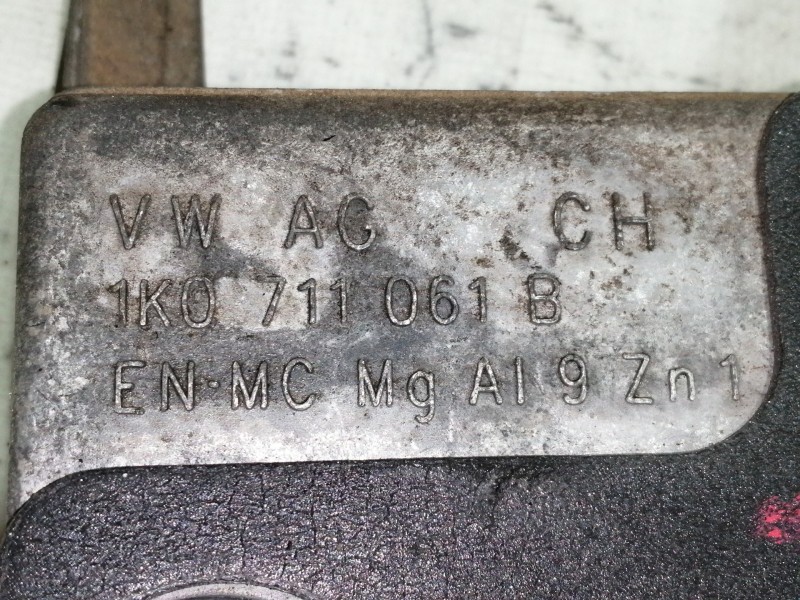 VW AG CH
1K0 711 061 B
EN-MC Mg Al 9 Zn 1